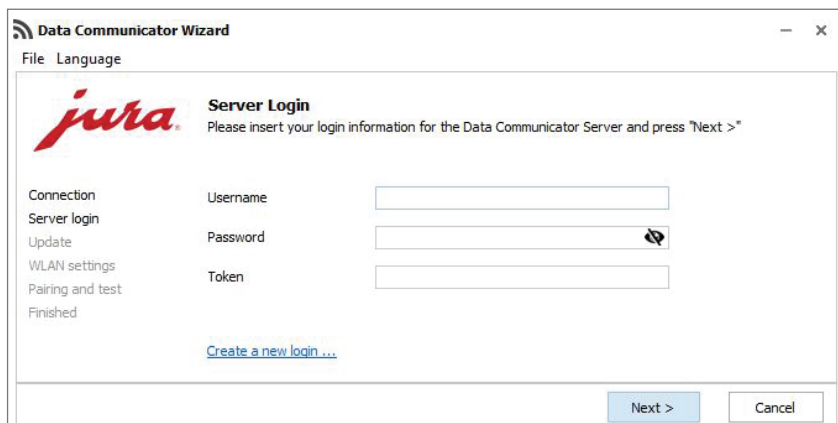 Data Communicator Wizard
File Language
jura
Server Login
Please insert your login information for the Data Communicator Server and press "Next >"
Connection
Server login
Update
WLAN settings
Pairing and test
Finished
Username
Password
Token
Create a new login ...
Next >
Cancel